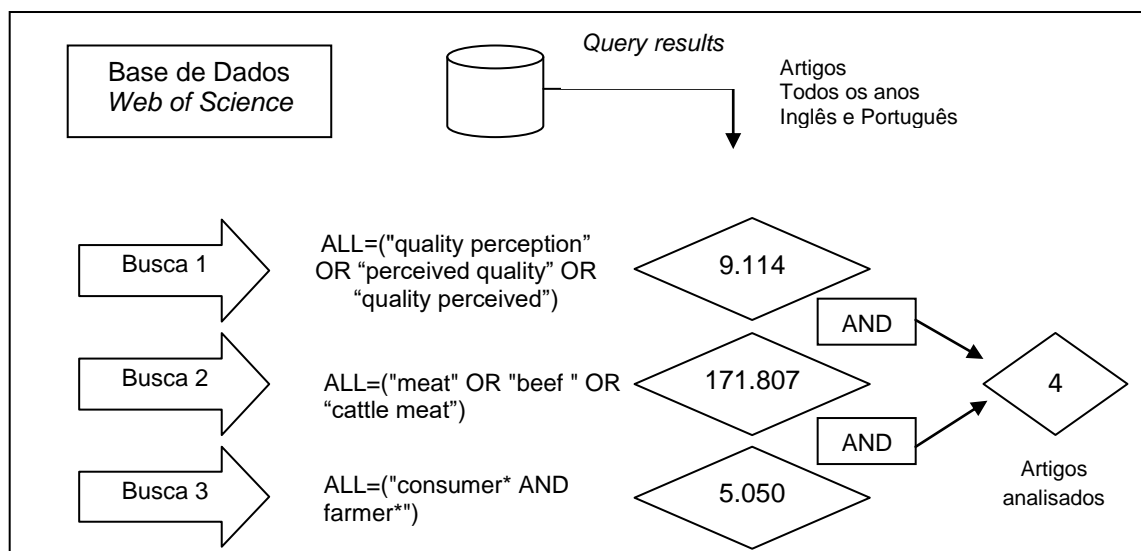 Base de Dados
Web of Science
Query results
Artigos
Todos os anos
Inglês e Português
Busca 1
ALL=("quality perception”
OR “perceived quality” OR
“quality perceived”)
9.114
AND
Busca 2
ALL=("meat" OR "beef " OR
“cattle meat”)
171.807
4
AND
Busca 3
ALL=("consumer* AND
farmer*")
5.050
Artigos
analisados